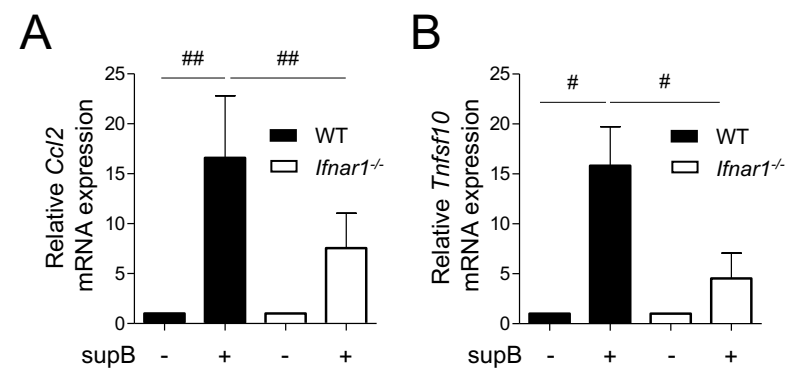 A
Relative Ccl2
mRNA expression
25
20
15
10
5
0
##
##
WT
Ifnar1-/-
supB - + - +
B
Relative Tnfsf10
mRNA expression
25
20
15
10
5
0
#
#
WT
Ifnar1-/-
supB - + - +